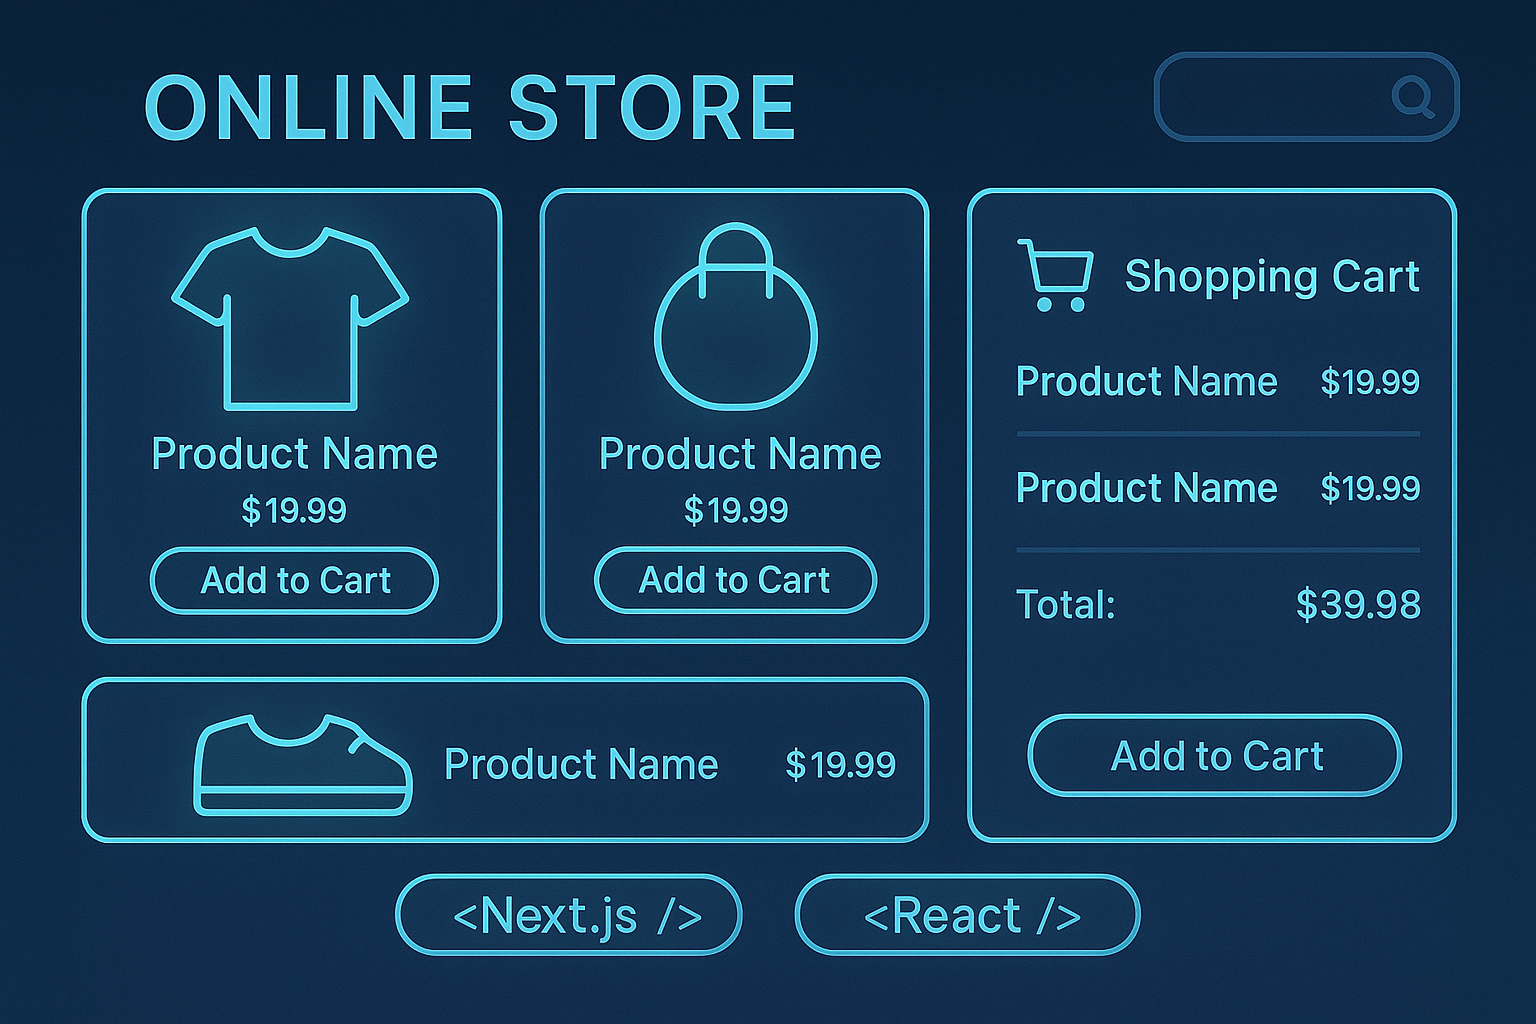 ONLINE STORE
Product Name
$19.99
Add to Cart
Product Name
$19.99
Add to Cart
Product Name $19.99
Shopping Cart
Product Name $19.99
Product Name $19.99
Total: $39.98
Add to Cart
<Next.js />
<React />